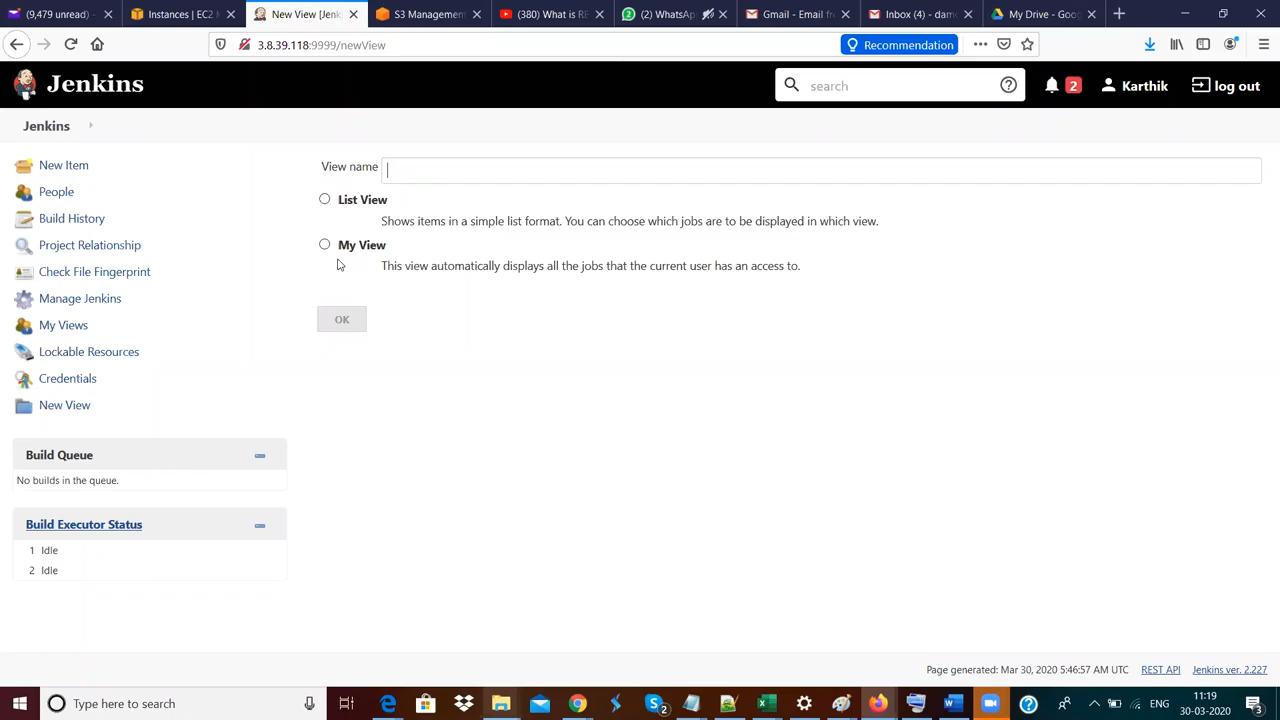 (9,479 unread)
Instances | EC2 M
New View [Jenk
S3 Management
(380) What is RE
(2) WhatsApp
Gmail - Email fr
Inbox (4) - dam
My Drive - Goog
3.8.39.118:9999/newView
Recommendation
Jenkins
search
2
Karthik
log out
Jenkins
New Item
People
Build History
Project Relationship
Check File Fingerprint
Manage Jenkins
My Views
Lockable Resources
Credentials
New View
View name
List View
Shows items in a simple list format. You can choose which jobs are to be displayed in which view.
My View
This view automatically displays all the jobs that the current user has an access to.
OK
Build Queue
No builds in the queue.
Build Executor Status
1 Idle
2 Idle
Page generated: Mar 30, 2020 5:46:57 AM UTC
REST API
Jenkins ver. 2.227
Type here to search
2
ENG
11:19
30-03-2020
3